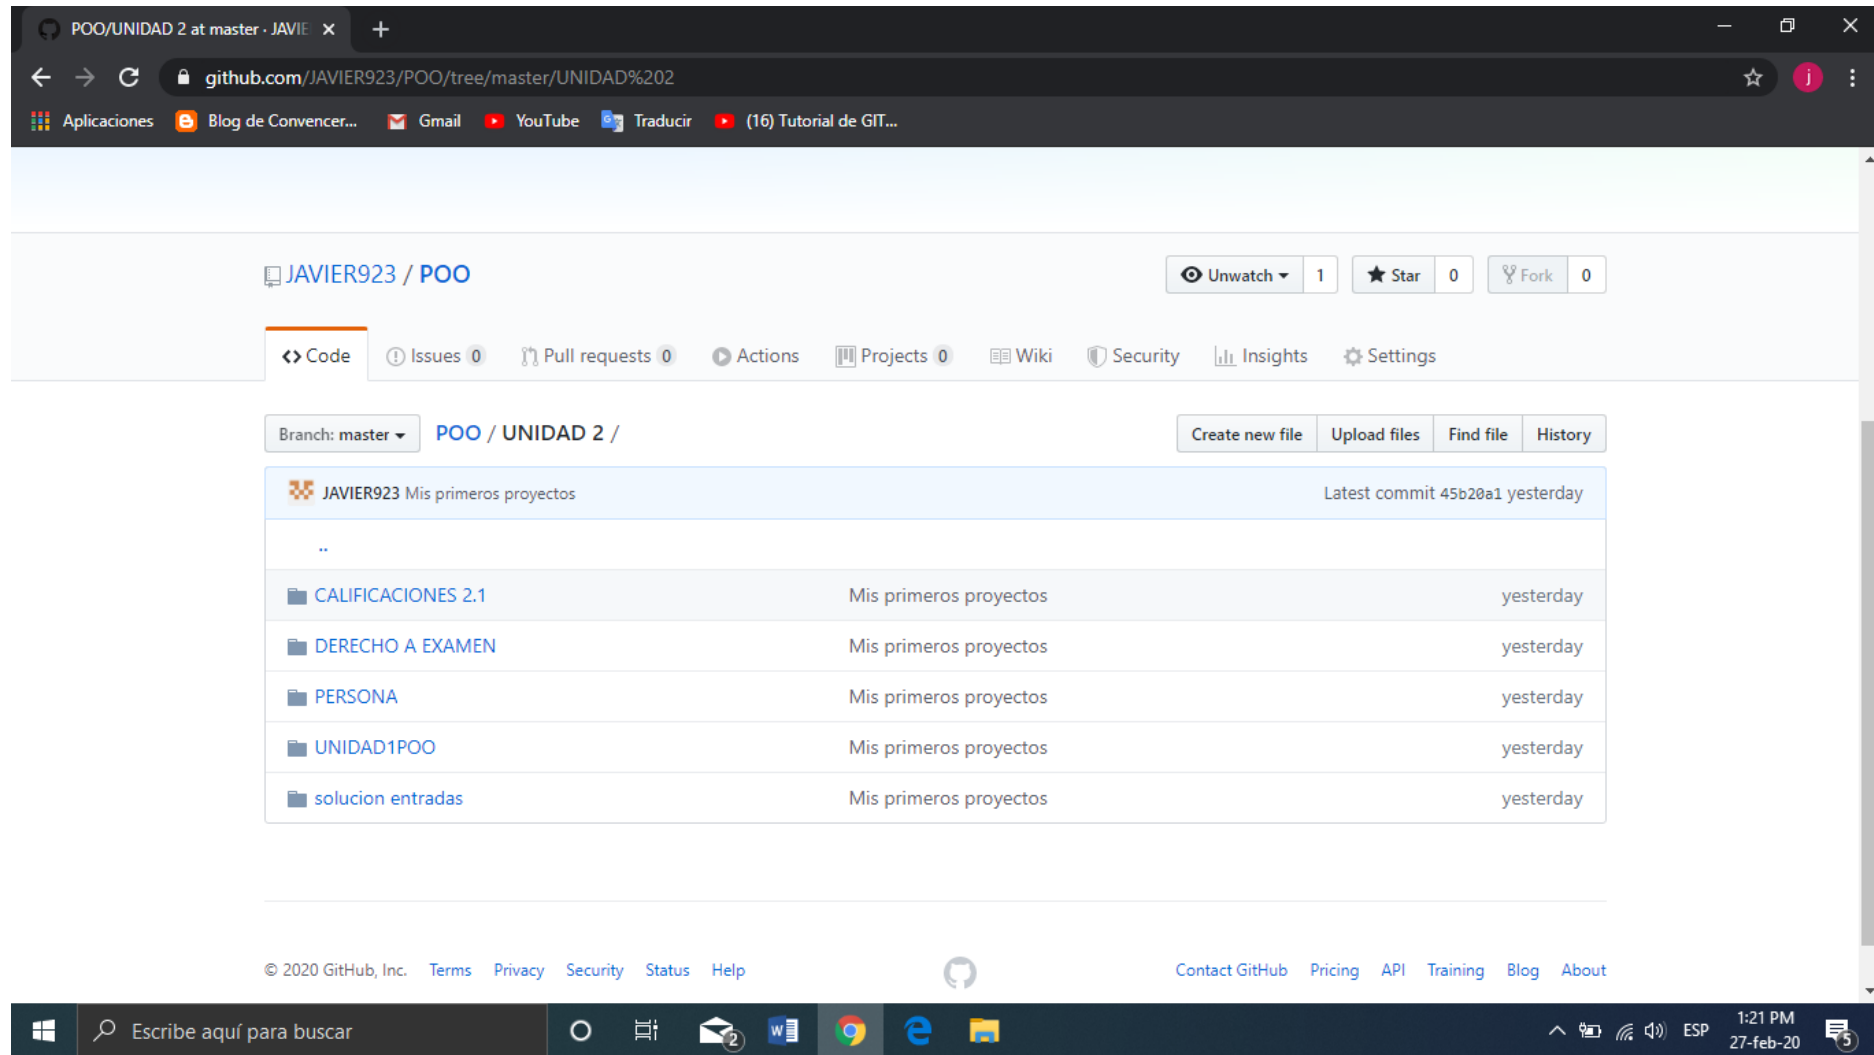 POO/UNIDAD 2 at master · JAVIE
github.com/JAVIER923/POO/tree/master/UNIDAD%202
j
Aplicaciones Blog de Convencer... Gmail YouTube Traducir (16) Tutorial de GIT...
JAVIER923 / POO Unwatch 1 Star 0 Fork 0
Code Issues 0 Pull requests 0 Actions Projects 0 Wiki Security Insights Settings
Branch: master POO / UNIDAD 2 / Create new file Upload files Find file History
JAVIER923 Mis primeros proyectos Latest commit 45b20a1 yesterday
..
CALIFICACIONES 2.1 Mis primeros proyectos yesterday
DERECHO A EXAMEN Mis primeros proyectos yesterday
PERSONA Mis primeros proyectos yesterday
UNIDAD1POO Mis primeros proyectos yesterday
solucion entradas Mis primeros proyectos yesterday
© 2020 GitHub, Inc. Terms Privacy Security Status Help Contact GitHub Pricing API Training Blog About
Escribe aquí para buscar 2 W ESP 1:21 PM
27-feb-20 5